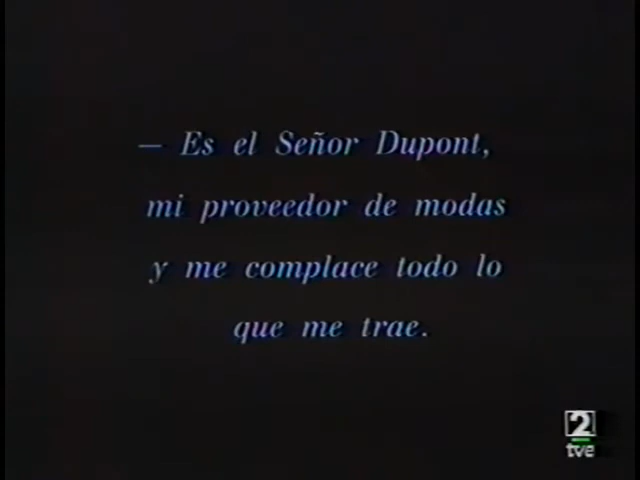 — Es el Señor Dupont,
mi proveedor de modas
y me complace todo lo
que me trae.
2
tve